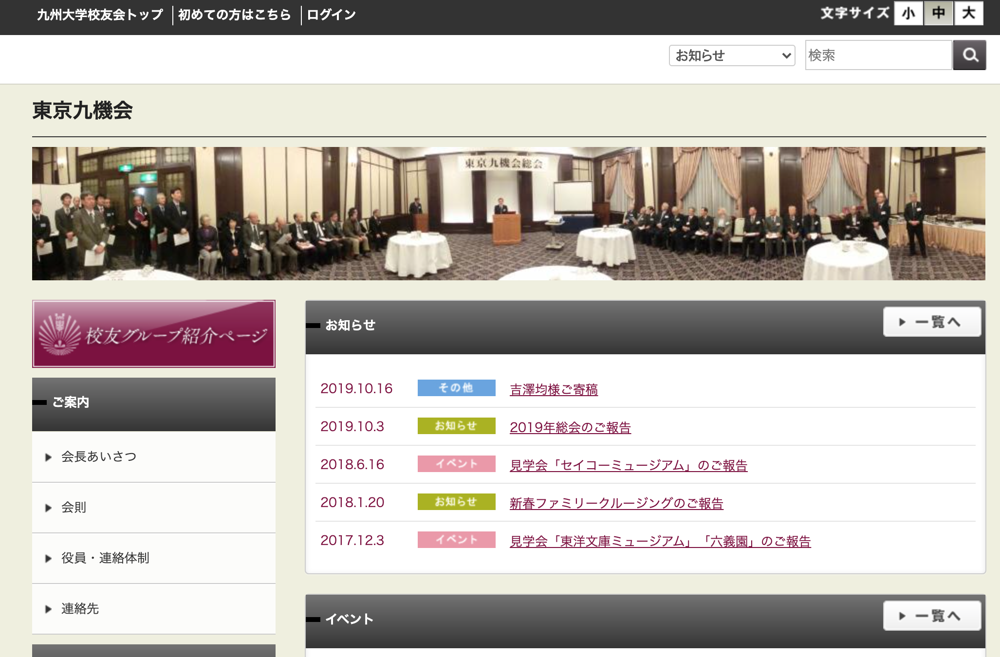 九州大学校友会トップ 初めての方はこちら ログイン 文字サイズ 小 中 大
お知らせ 検索
東京九機会
東京九機会総会
校友グループ紹介ページ
ご案内
会長あいさつ
会則
役員・連絡体制
連絡先
お知らせ 一覧へ
2019.10.16 その他 吉澤均様ご寄稿
2019.10.3 お知らせ 2019年総会のご報告
2018.6.16 イベント 見学会「セイコーミュージアム」のご報告
2018.1.20 お知らせ 新春ファミリークルージングのご報告
2017.12.3 イベント 見学会「東洋文庫ミュージアム」「六義園」のご報告
イベント 一覧へ